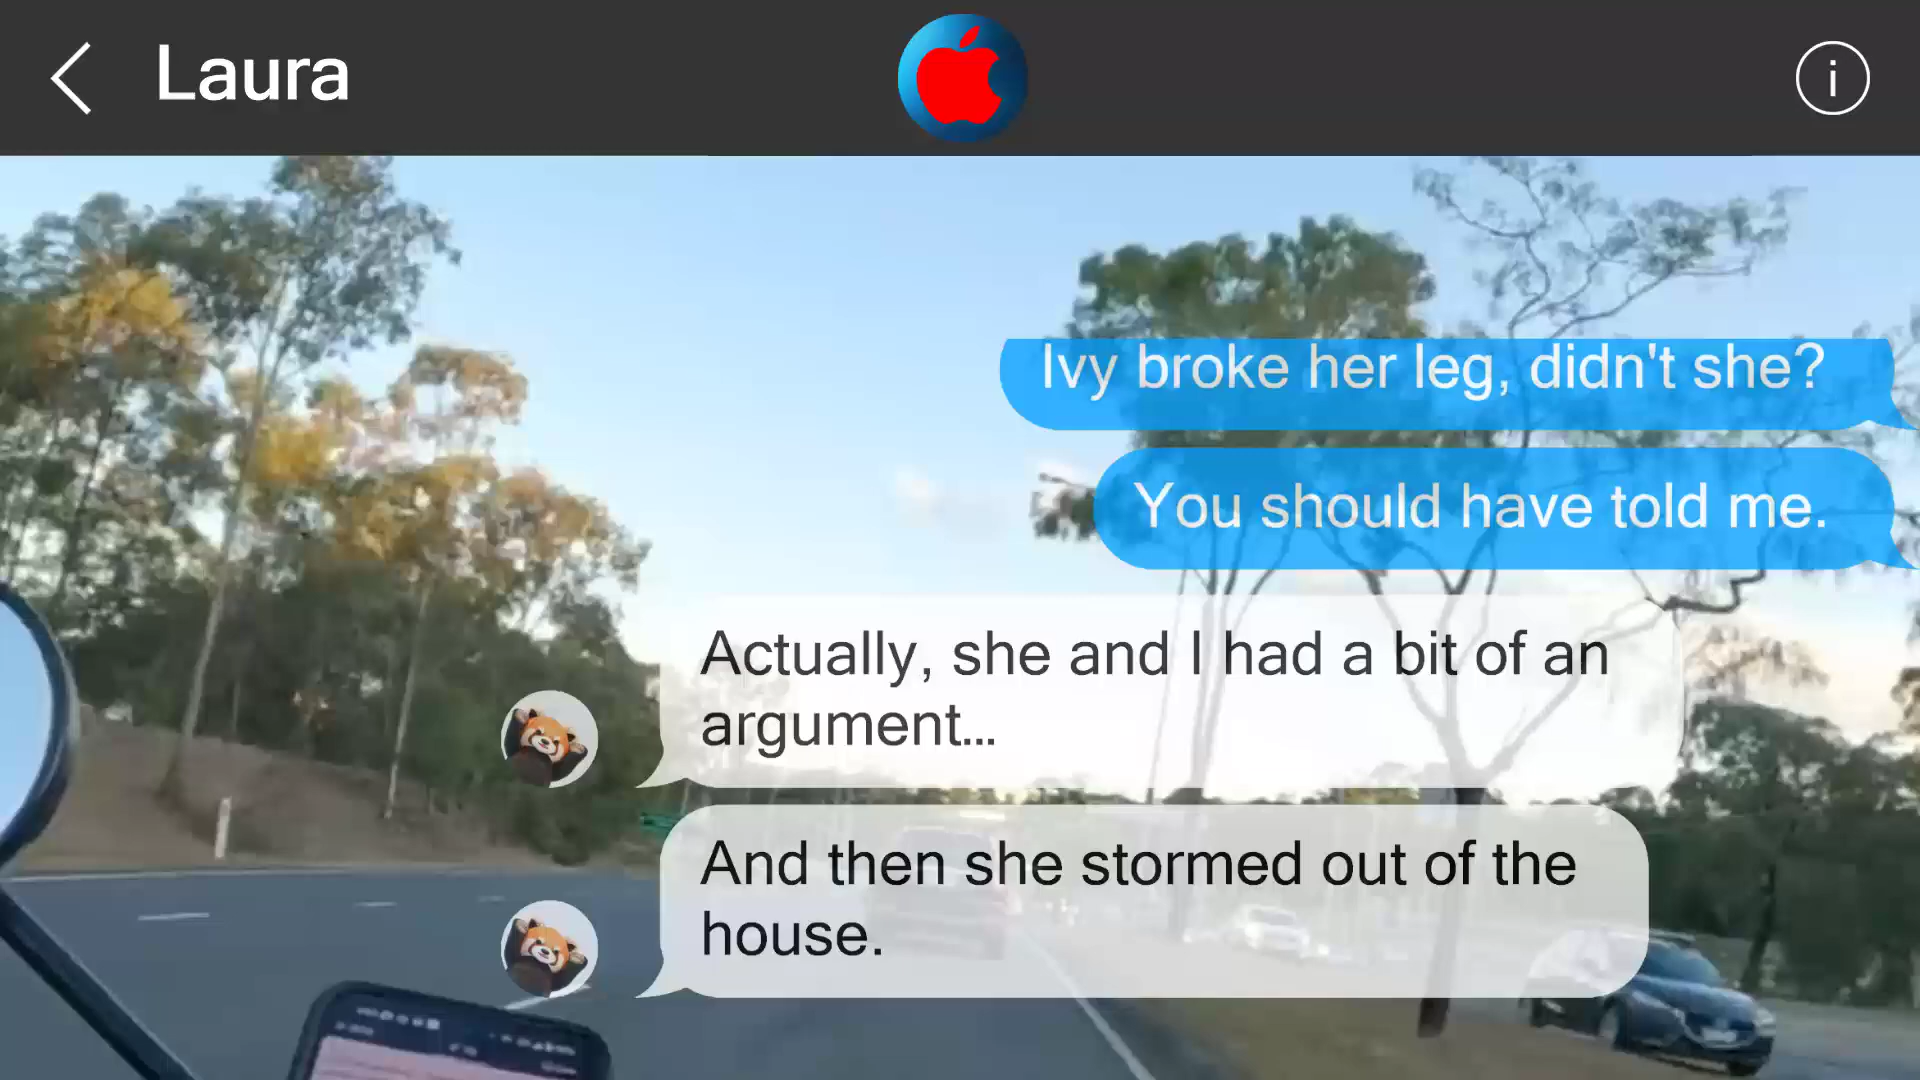 Laura
Ivy broke her leg, didn't she?
You should have told me.
Actually, she and I had a bit of an
argument...
And then she stormed out of the
house.